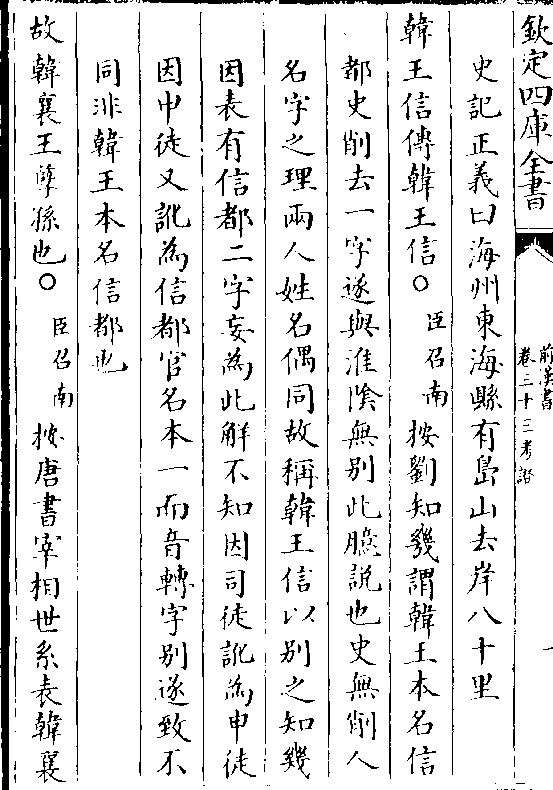 欽定四庫全書
前漢書
卷三十三考證
史記正義曰海州東海縣有島山去岸八十里
韓王信傳韓王信○臣召南按劉知幾謂韓王本名信
都史削去一字遂與淮陰無别此臆説也史無削人
名字之理兩人姓名偶同故稱韓王信以别之知幾
因表有信都二字妄為此解不知因司徒訛為申徒
因申徒又訛為信都官名本一而音轉字别遂致不
同非韓王本名信都也
故韓襄王孽孫也○臣召南按唐書宰相世系表韓襄